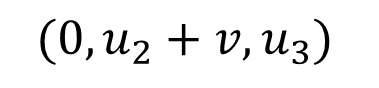 (0, u₂ + v, u₃)